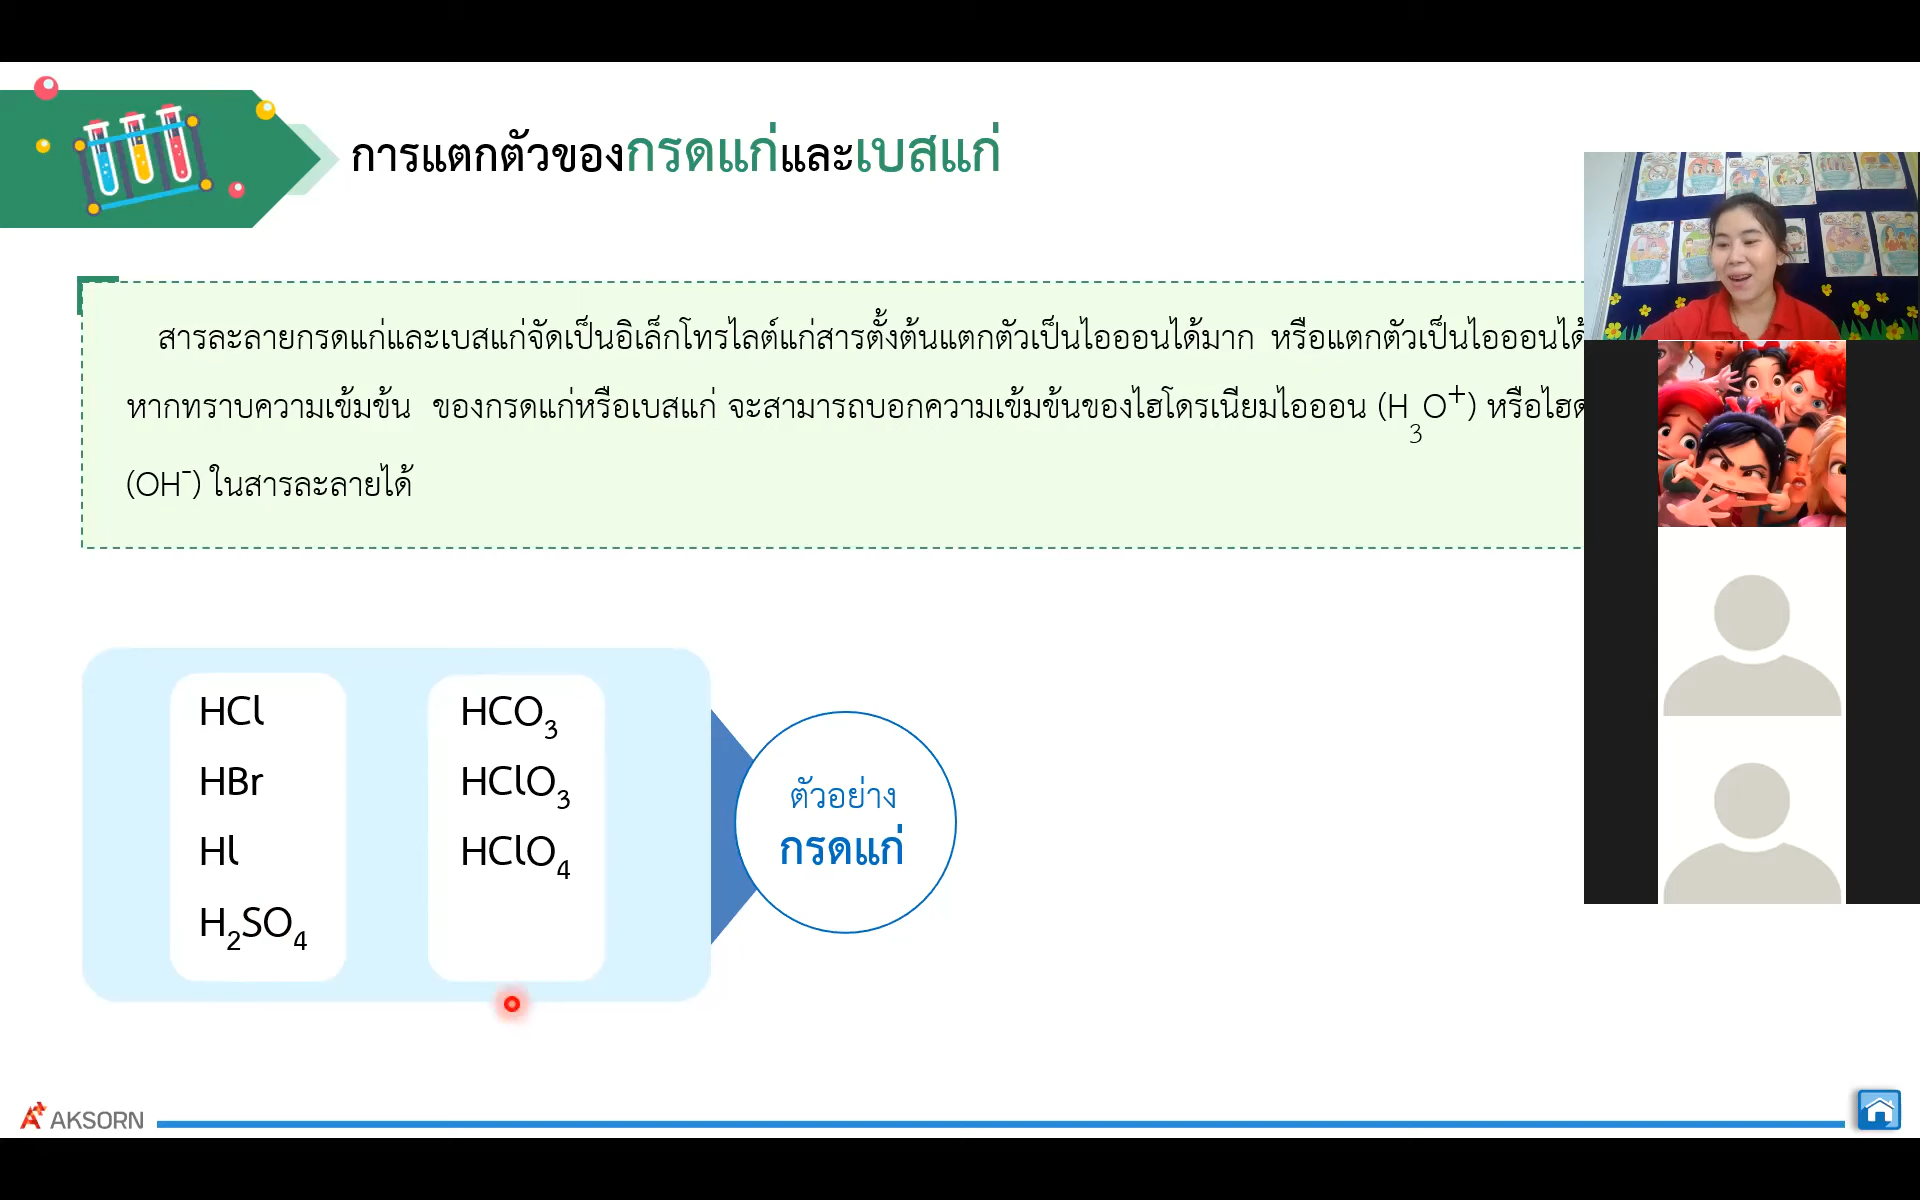 การแตกตัวของกรดแก่และเบสแก่
สารละลายกรดแก่และเบสแก่จัดเป็นอิเล็กโทรไลต์แก่สารตั้งต้นแตกตัวเป็นไอออนได้มาก หรือแตกตัวเป็นไอออนได้
หากทราบความเข้มข้น ของกรดแก่หรือเบสแก่ จะสามารถบอกความเข้มข้นของไฮโดรเนียมไอออน (H₃O⁺) หรือไฮด
(OH⁻) ในสารละลายได้
HCl
HBr
Hl
H₂SO₄
HCO₃
HClO₃
HClO₄
ตัวอย่าง
กรดแก่
AKSORN